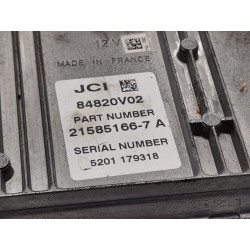 12V
MADE IN FRANCE
JCI
84820V02
PART NUMBER
21585166-7 A
SERIAL NUMBER
5201 179318